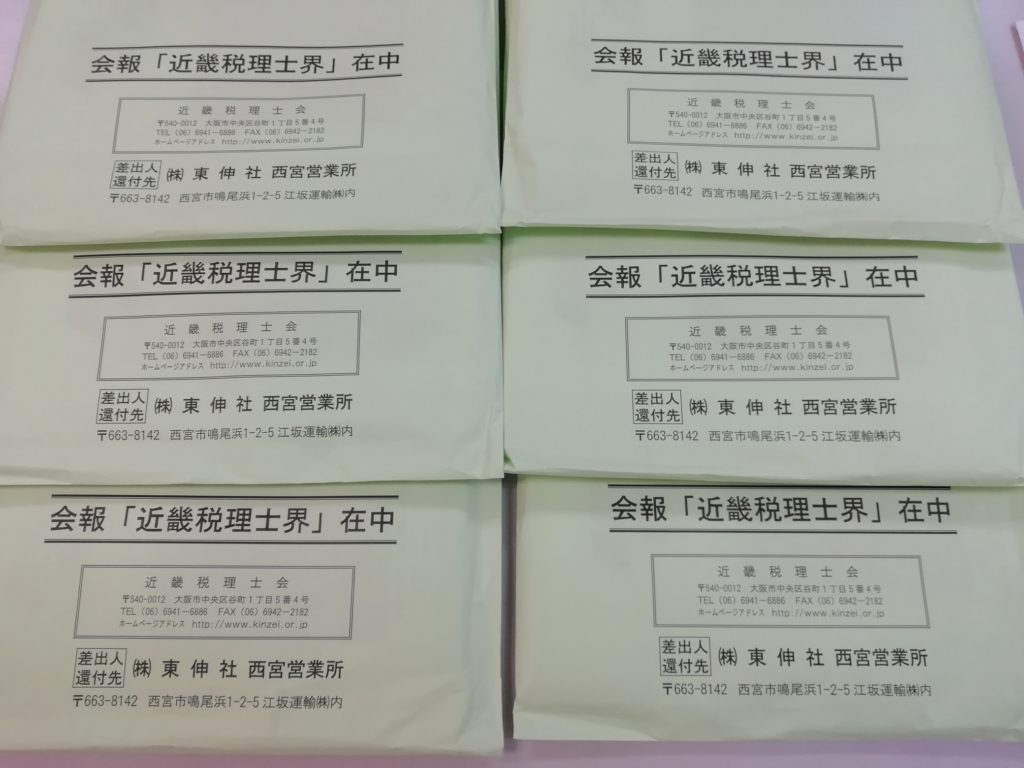 会報「近畿税理士界」在中
近畿税理士会
〒540-0012 大阪市中央区谷町1丁目5番4号
TEL (06) 6941-6886 FAX (06) 6942-2182
ホームページアドレス http://www.kinzei.or.jp
差出人
還付先
㈱ 東伸社 西宮営業所
〒663-8142 西宮市鳴尾浜1-2-5 江坂運輸㈱内
会報「近畿税理士界」在中
近畿税理士会
〒540-0012 大阪市中央区谷町1丁目5番4号
TEL (06) 6941-6886 FAX (06) 6942-2182
ホームページアドレス http://www.kinzei.or.jp
差出人
還付先
㈱ 東伸社 西宮営業所
〒663-8142 西宮市鳴尾浜1-2-5 江坂運輸㈱内
会報「近畿税理士界」在中
近畿税理士会
〒540-0012 大阪市中央区谷町1丁目5番4号
TEL (06) 6941-6886 FAX (06) 6942-2182
ホームページアドレス http://www.kinzei.or.jp
差出人
還付先
㈱ 東伸社 西宮営業所
〒663-8142 西宮市鳴尾浜1-2-5 江坂運輸㈱内
会報「近畿税理士界」在中
近畿税理士会
〒540-0012 大阪市中央区谷町1丁目5番4号
TEL (06) 6941-6886 FAX (06) 6942-2182
ホームページアドレス http://www.kinzei.or.jp
差出人
還付先
㈱ 東伸社 西宮営業所
〒663-8142 西宮市鳴尾浜1-2-5 江坂運輸㈱内
会報「近畿税理士界」在中
近畿税理士会
〒540-0012 大阪市中央区谷町1丁目5番4号
TEL (06) 6941-6886 FAX (06) 6942-2182
ホームページアドレス http://www.kinzei.or.jp
差出人
還付先
㈱ 東伸社 西宮営業所
〒663-8142 西宮市鳴尾浜1-2-5 江坂運輸㈱内
会報「近畿税理士界」在中
近畿税理士会
〒540-0012 大阪市中央区谷町1丁目5番4号
TEL (06) 6941-6886 FAX (06) 6942-2182
ホームページアドレス http://www.kinzei.or.jp
差出人
還付先
㈱ 東伸社 西宮営業所
〒663-8142 西宮市鳴尾浜1-2-5 江坂運輸㈱内